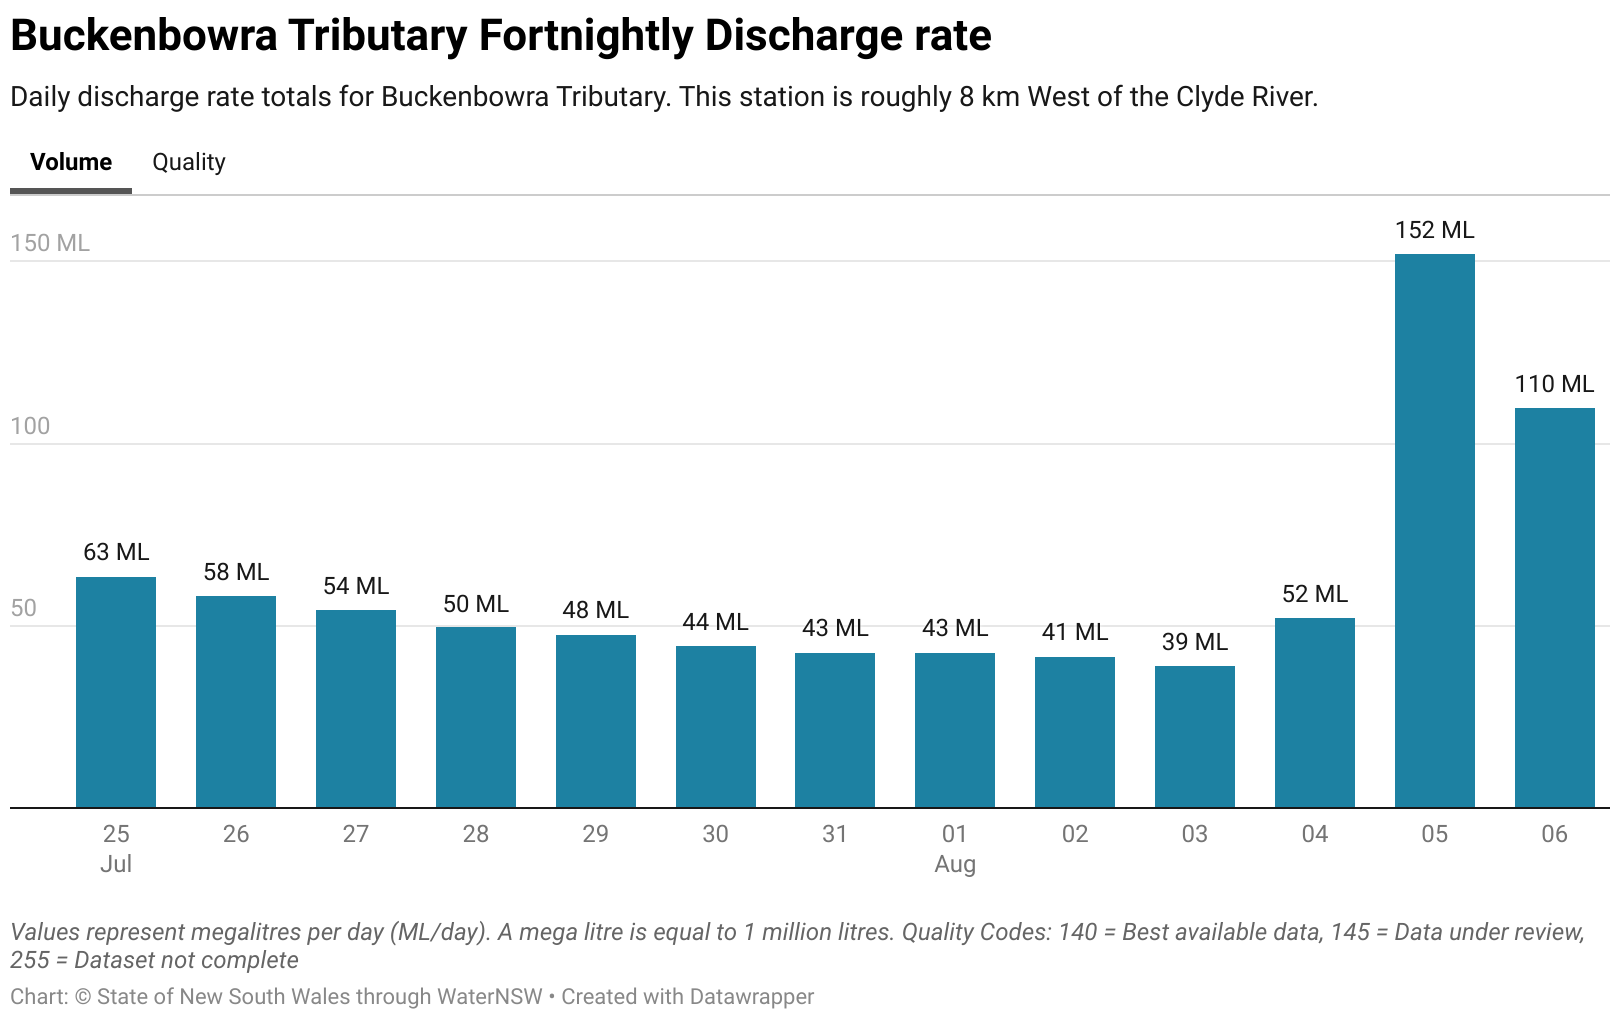 Buckenbowra Tributary Fortnightly Discharge rate
Daily discharge rate totals for Buckenbowra Tributary. This station is roughly 8 km West of the Clyde River.
Volume Quality
150 ML
100
50
63 ML
58 ML
54 ML
50 ML
48 ML
44 ML
43 ML
43 ML
41 ML
39 ML
52 ML
152 ML
110 ML
25 26 27 28 29 30 31 01 02 03 04 05 06
Jul Aug
Values represent megalitres per day (ML/day). A mega litre is equal to 1 million litres. Quality Codes: 140 = Best available data, 145 = Data under review,
255 = Dataset not complete
Chart: © State of New South Wales through WaterNSW • Created with Datawrapper